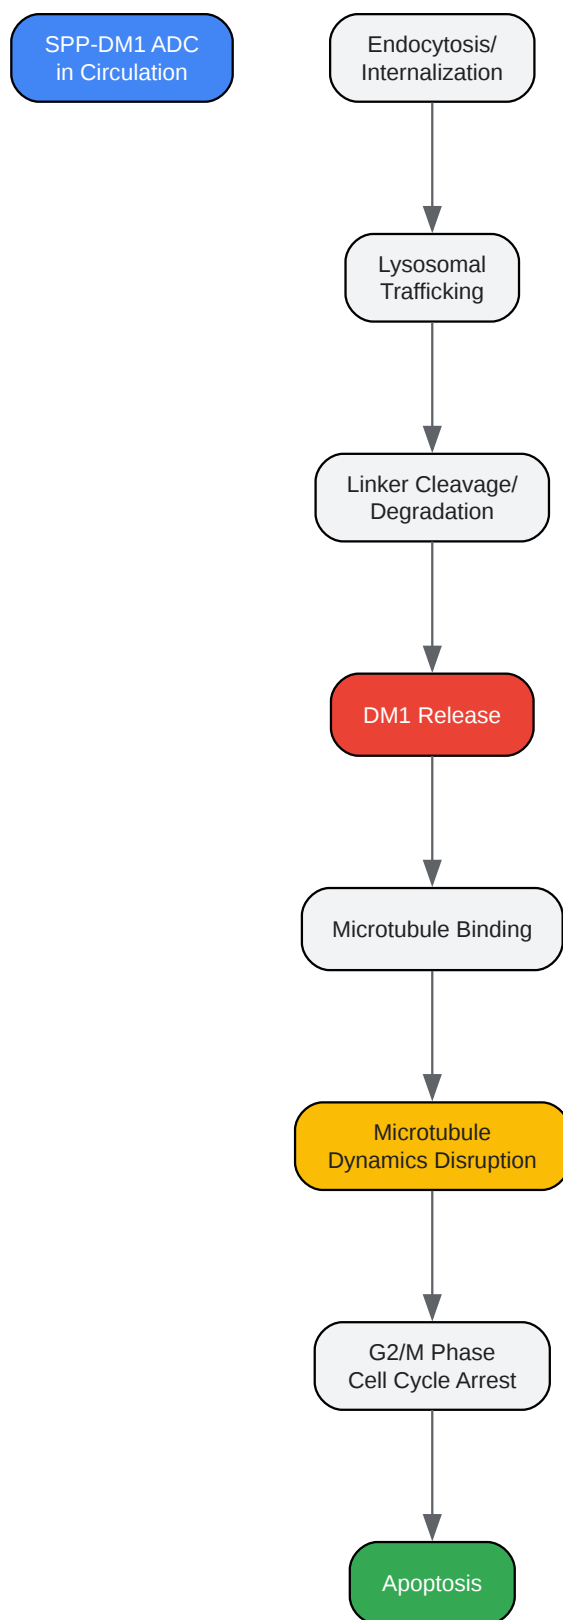 SPP-DM1 ADC
in Circulation
Endocytosis/
Internalization
Lysosomal
Trafficking
Linker Cleavage/
Degradation
DM1 Release
Microtubule Binding
Microtubule
Dynamics Disruption
G2/M Phase
Cell Cycle Arrest
Apoptosis